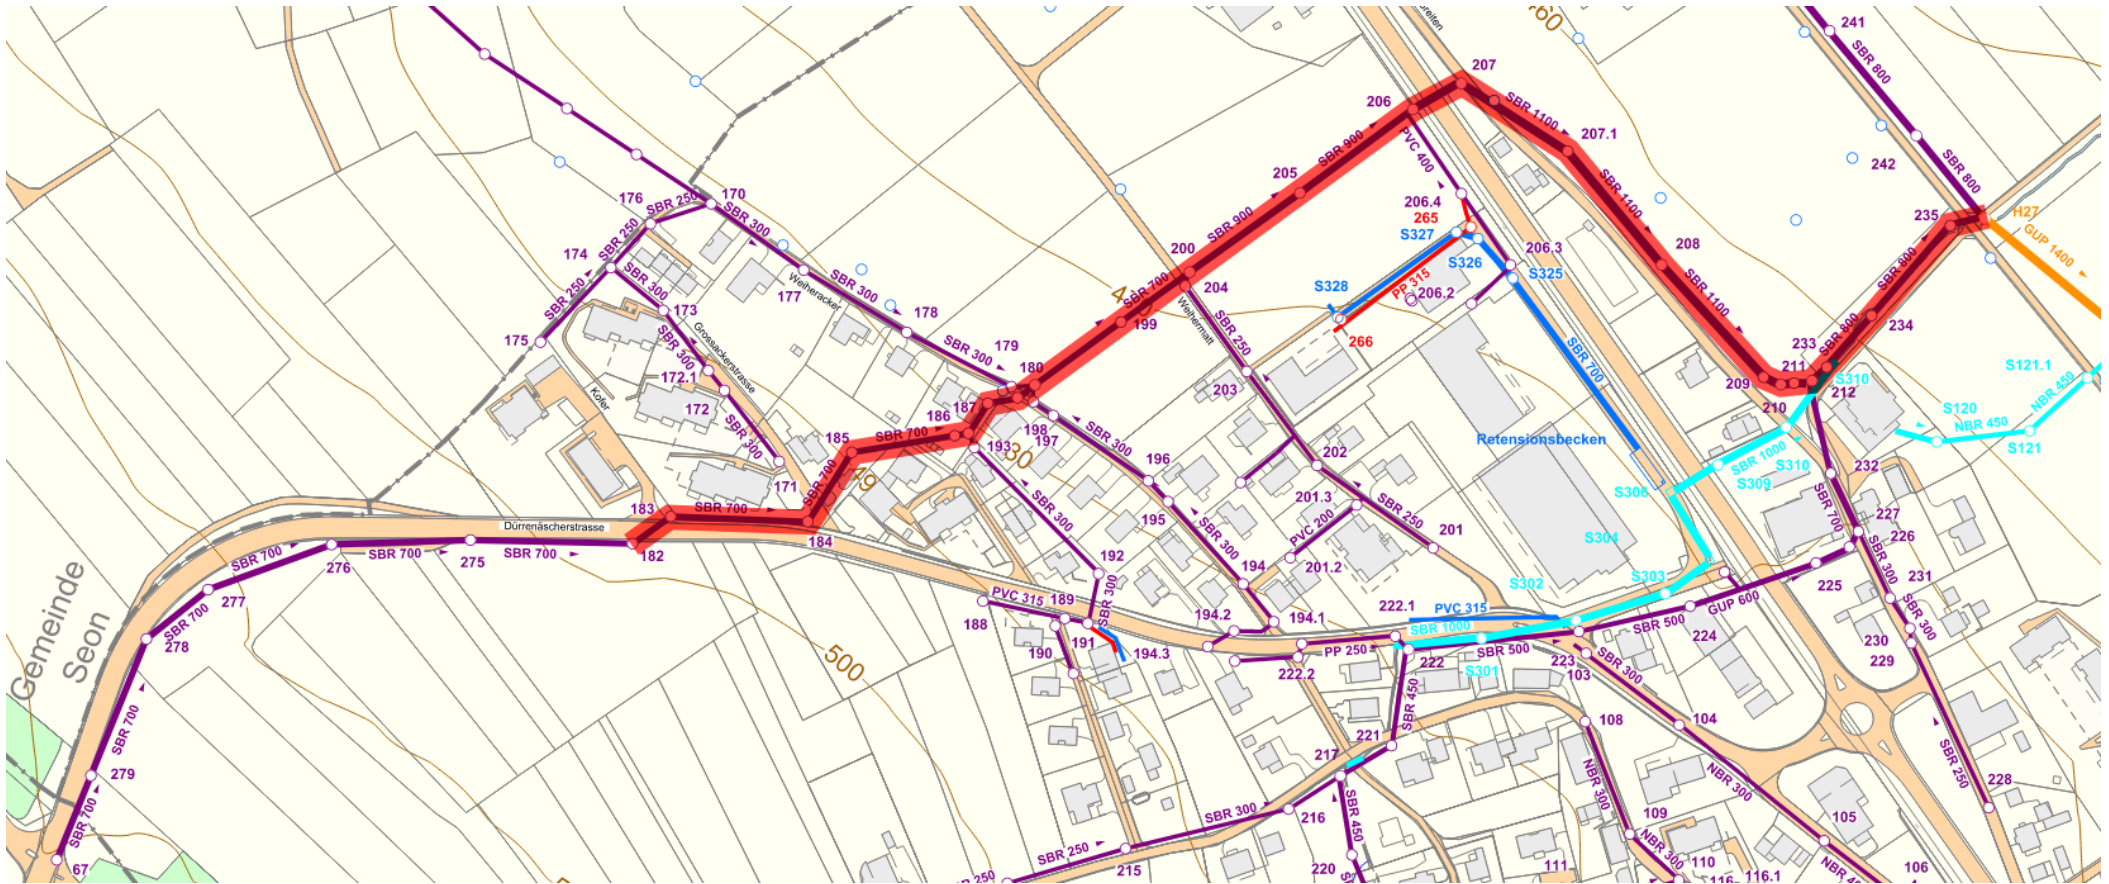 241
SBR 800
460
Breiten
207
206
SBR 1100
207.1
242
SBR 900
PVC 400
SBR 800
176
SBR 250
170
205
206.4
265
235
H27
SBR 300
SBR 1100
GUP 1400
SBR 250
174
S327
200
SBR 900
208
206.3
S326
S325
SBR 300
177
Weiheracker
SBR 300
SBR 700
204
S328
PP 315
206.2
SBR 800
SBR 250
173
178
199
Weihermatt
266
234
SBR 1100
175
Grossackerstrasse
SBR 300
179
SBR 300
SBR 250
SBR 700
233
SBR 800
S121.1
172.1
180
211
S310
209
212
NBR 450
Kofer
172
203
210
S120
187
186
198
SBR 300
NBR 450
185
SBR 700
197
Retensionsbecken
S121
SBR 300
193
SBR 1000
S310
196
202
232
S309
171
SBR 700
490
S306
183
SBR 700
201.3
SBR 250
SBR 700
227
Dürrenäscherstrasse
SBR 300
195
SBR 300
PVC 200
201
226
184
S304
SBR 700
SBR 700
SBR 700
182
276
275
192
194
201.2
SBR 300
225
231
277
PVC 315
189
SBR 300
S302
S303
GUP 600
SBR 700
188
194.2
194.1
222.1
PVC 315
SBR 300
278
191
SBR 1000
SBR 500
224
230
190
194.3
PP 250
222
SBR 500
229
222.2
S301
223
SBR 300
103
Gemeinde
Seon
500
SBR 450
108
104
SBR 700
221
217
SBR 250
279
NBR 300
NBR 300
228
SBR 700
SBR 300
216
SBR 450
109
105
67
SBR 250
215
220
111
NBR 300
110
106
116
116.1